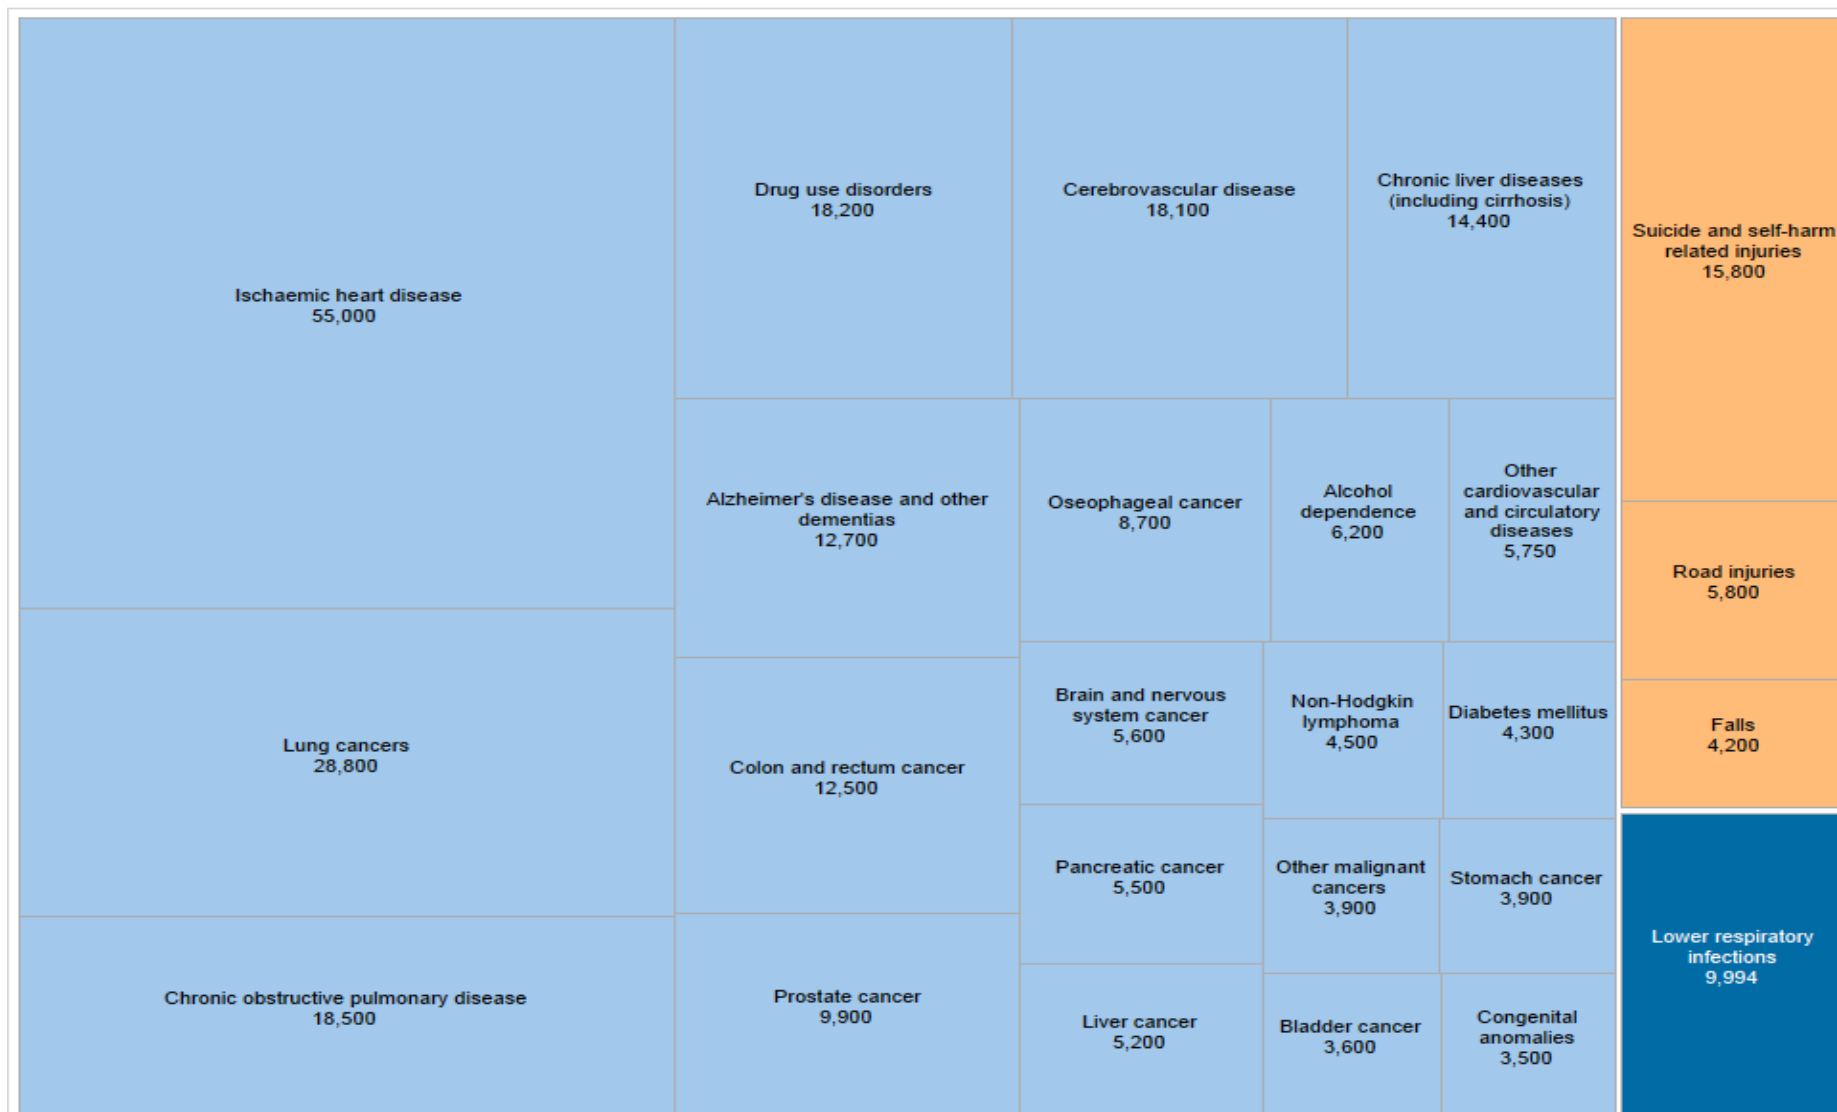 Ischaemic heart disease
55,000
Lung cancers
28,800
Chronic obstructive pulmonary disease
18,500
Drug use disorders
18,200
Cerebrovascular disease
18,100
Chronic liver diseases
(including cirrhosis)
14,400
Alzheimer's disease and other
dementias
12,700
Colon and rectum cancer
12,500
Prostate cancer
9,900
Oseophageal cancer
8,700
Alcohol
dependence
6,200
Other
cardiovascular
and circulatory
diseases
5,750
Brain and nervous
system cancer
5,600
Pancreatic cancer
5,500
Liver cancer
5,200
Non-Hodgkin
lymphoma
4,500
Diabetes mellitus
4,300
Other malignant
cancers
3,900
Stomach cancer
3,900
Bladder cancer
3,600
Congenital
anomalies
3,500
Suicide and self-harm
related injuries
15,800
Road injuries
5,800
Falls
4,200
Lower respiratory
infections
9,994